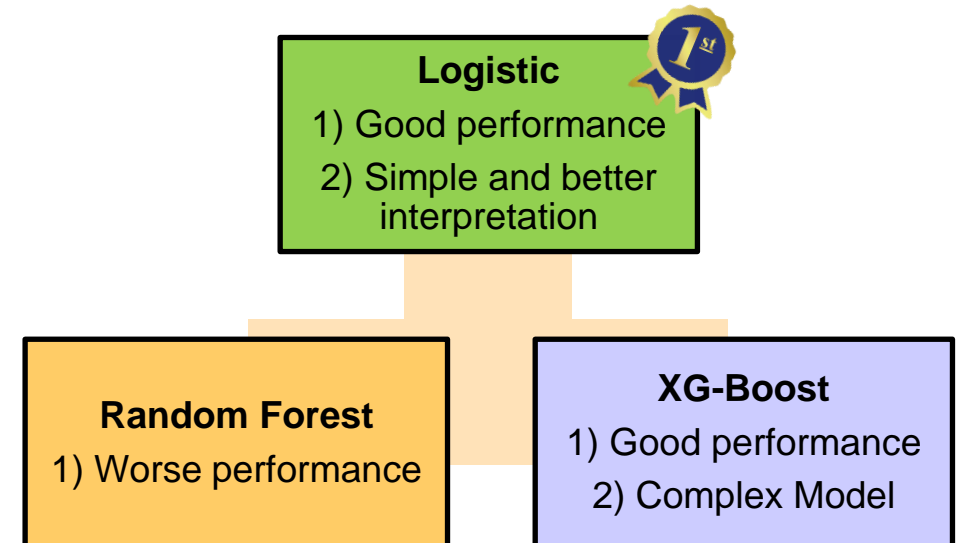 Logistic
1st
1) Good performance
2) Simple and better
interpretation
Random Forest
1) Worse performance
XG-Boost
1) Good performance
2) Complex Model